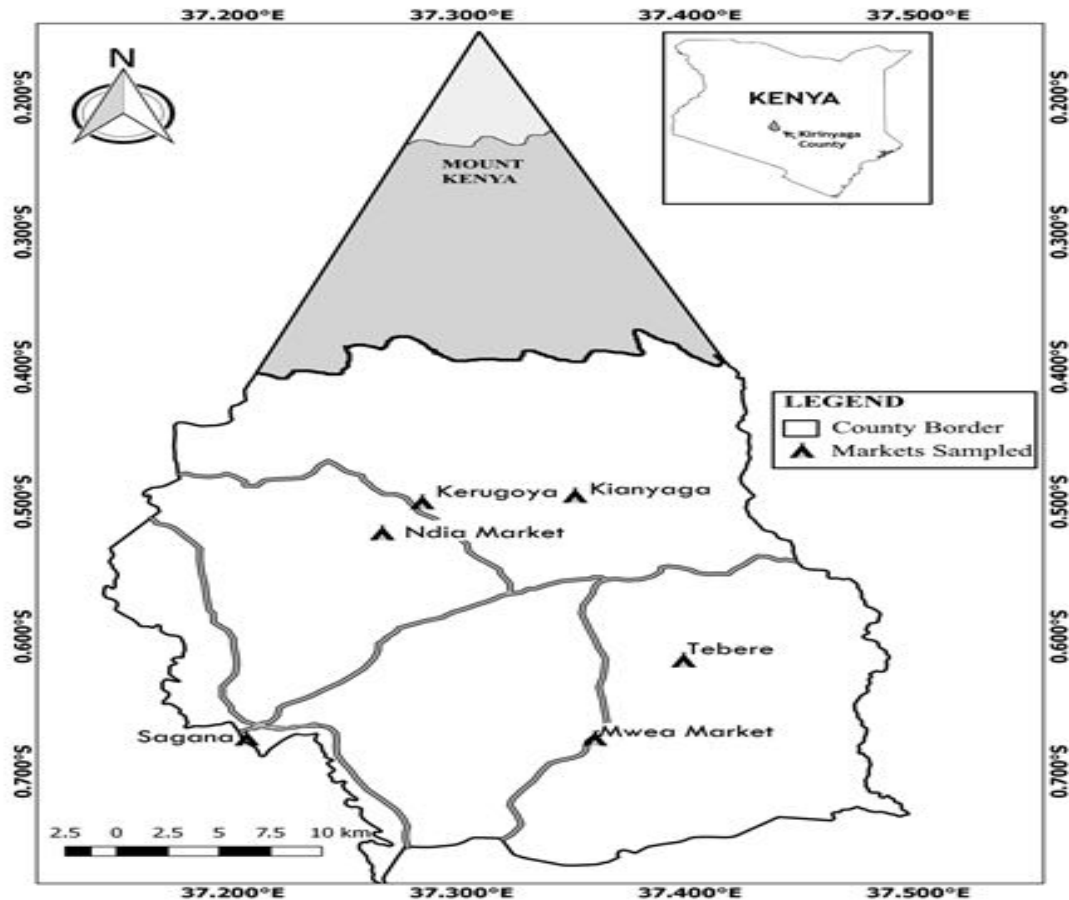 37.200°E 37.300°E 37.400°E 37.500°E
N
KENYA
Kirinyaga
County
0.200°S 0.200°S
MOUNT
KENYA
0.300°S 0.300°S
0.400°S 0.400°S
LEGEND
County Border
Markets Sampled
0.500°S 0.500°S
Kerugoya Kianyaga
Ndia Market
0.600°S 0.600°S
Tebere
Sagana Mwea Market
0.700°S 0.700°S
2.5 0 2.5 5 7.5 10 km
37.200°E 37.300°E 37.400°E 37.500°E